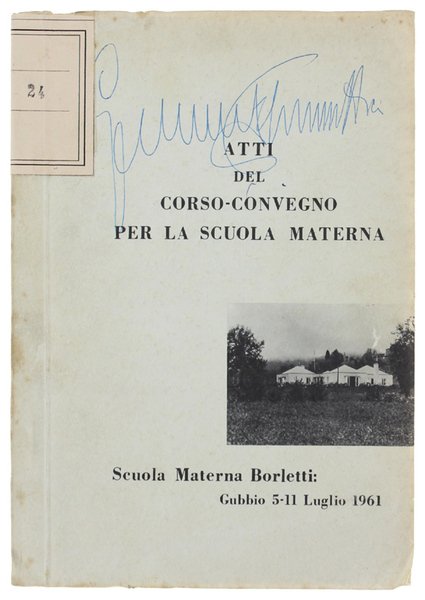 24
ATTI
DEL
CORSO-CONVEGNO
PER LA SCUOLA MATERNA
Scuola Materna Borletti:
Gubbio 5-11 Luglio 1961